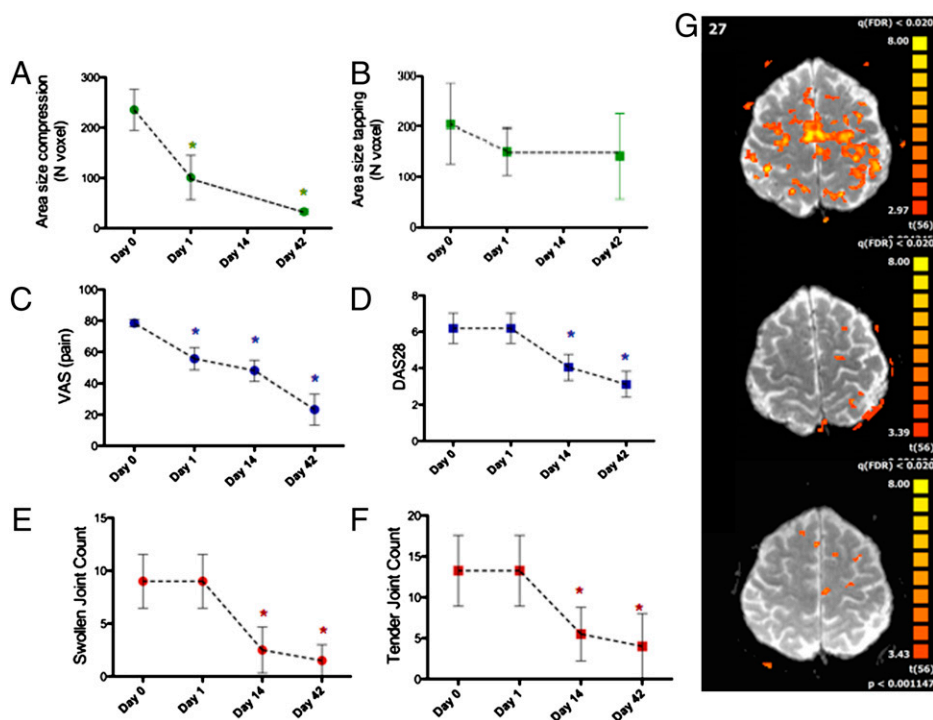 A
Area size compression
(N voxel)
300
200
100
0
Day 0
Day 1
Day 14
Day 42
*
*
B
Area size tapping
(N voxel)
300
200
100
0
Day 0
Day 1
Day 14
Day 42
C
VAS (pain)
100
80
60
40
20
0
Day 0
Day 1
Day 14
Day 42
*
*
*
D
DAS28
8
6
4
2
0
Day 0
Day 1
Day 14
Day 42
*
*
E
Swollen Joint Count
15
10
5
0
Day 0
Day 1
Day 14
Day 42
*
*
F
Tender Joint Count
20
15
10
5
0
Day 0
Day 1
Day 14
Day 42
*
*
G
27
q(FDR) < 0.020
8.00
2.97
t(56)
q(FDR) < 0.020
8.00
3.39
t(56)
q(FDR) < 0.020
8.00
3.43
t(56)
p < 0.001147